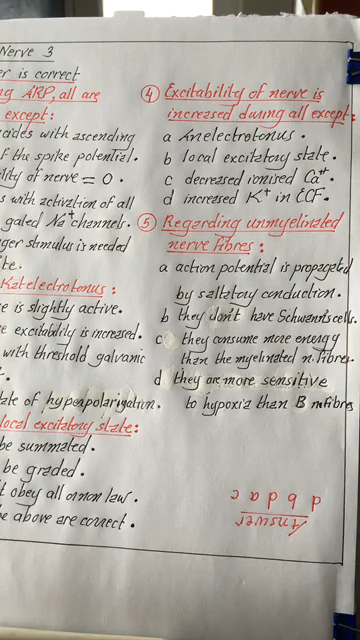 Nerve 3
er is correct
ng ARP, all are
except:
cides with ascending
f the spike potential.
ility of nerve = 0.
s with activation of all
gated Na+ channels.
nger stimulus is needed
te.
Katelectrotonus:
e is slightly active.
e excitability is increased.
with threshold galvanic
t.
tate of hyperpolarization.
local excitatory state:
be summated.
be graded.
t obey all or non law.
he above are correct.
④ Excitability of nerve is
increased during all except:
a Anelectrotonus.
b local excitatory state.
c decreased ionised Ca++.
d increased K+ in ECF.
⑤ Regarding unmyelinated
nerve fibres:
a action potential is propagated
by saltatory conduction.
b they don't have Schwann's cells.
c they consume more energy
than the myelinated n. fibres.
d they are more sensitive
to hypoxia than B n. fibres
Answer
d b d a c